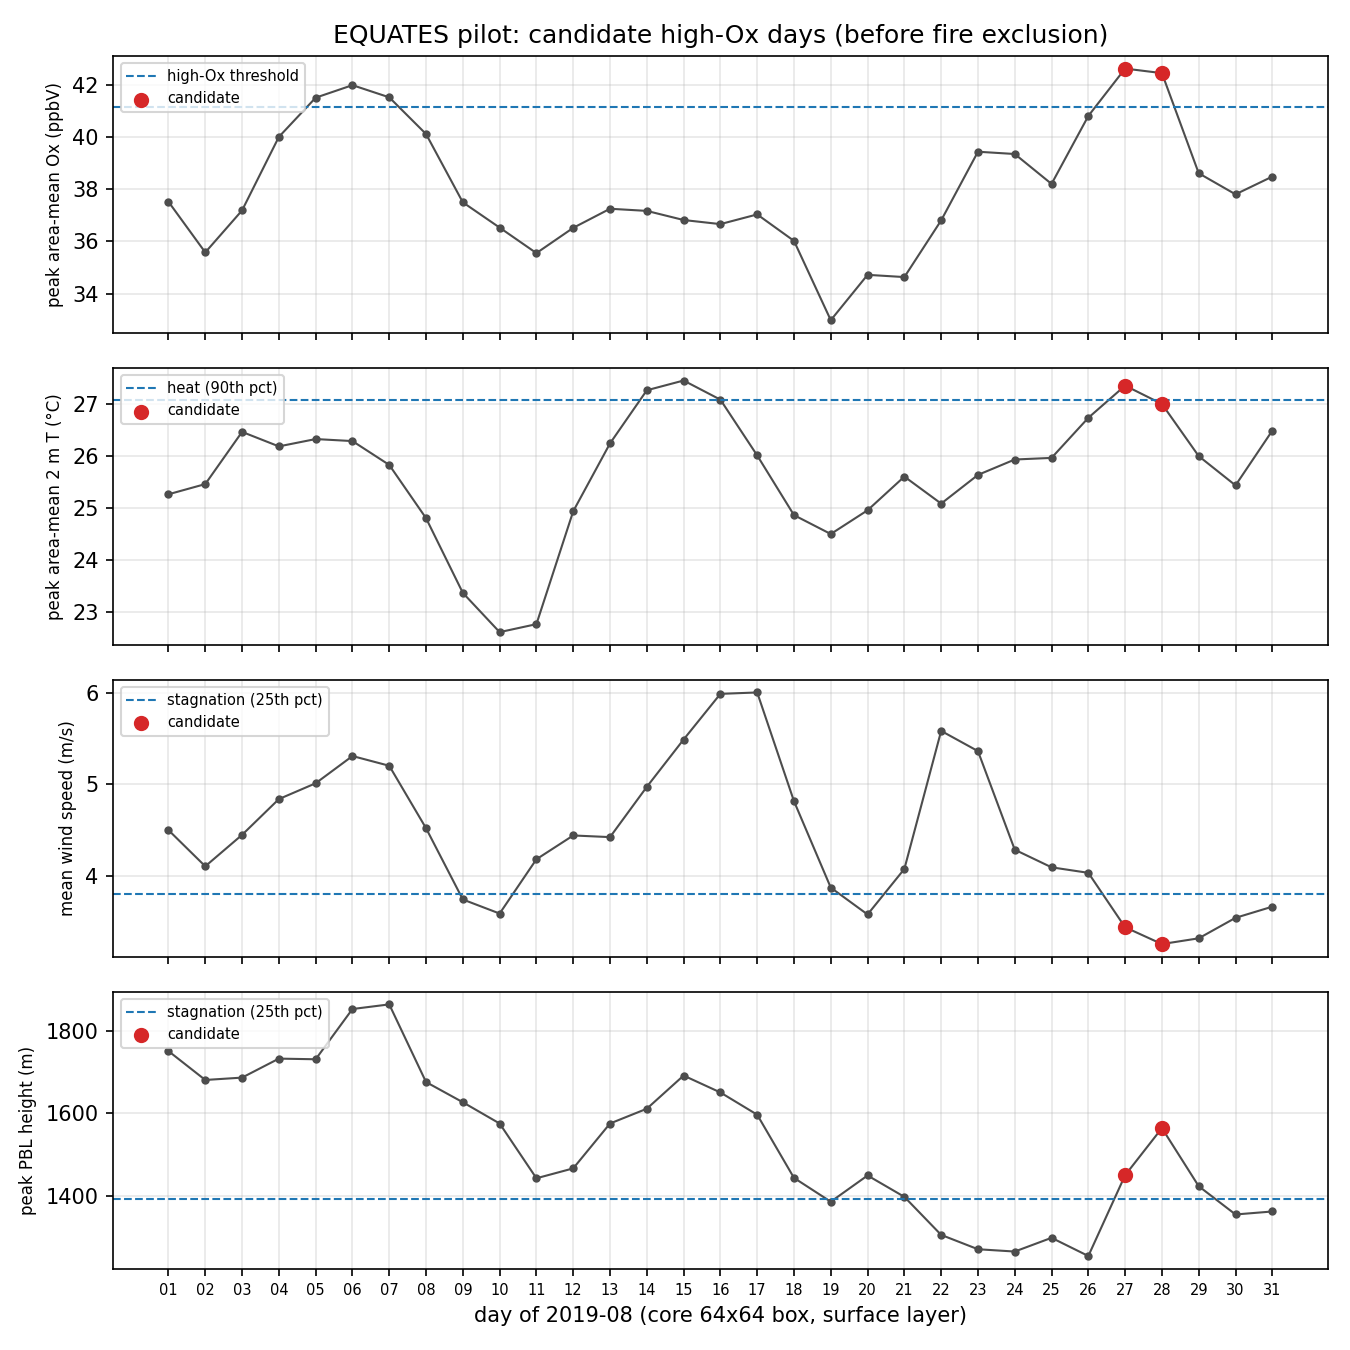 EQUATES pilot: candidate high-Ox days (before fire exclusion)
peak area-mean Ox (ppbV)
42
40
38
36
34
high-Ox threshold
candidate
peak area-mean 2 m T (°C)
27
26
25
24
23
heat (90th pct)
candidate
mean wind speed (m/s)
6
5
4
stagnation (25th pct)
candidate
peak PBL height (m)
1800
1600
1400
stagnation (25th pct)
candidate
01 02 03 04 05 06 07 08 09 10 11 12 13 14 15 16 17 18 19 20 21 22 23 24 25 26 27 28 29 30 31
day of 2019-08 (core 64x64 box, surface layer)